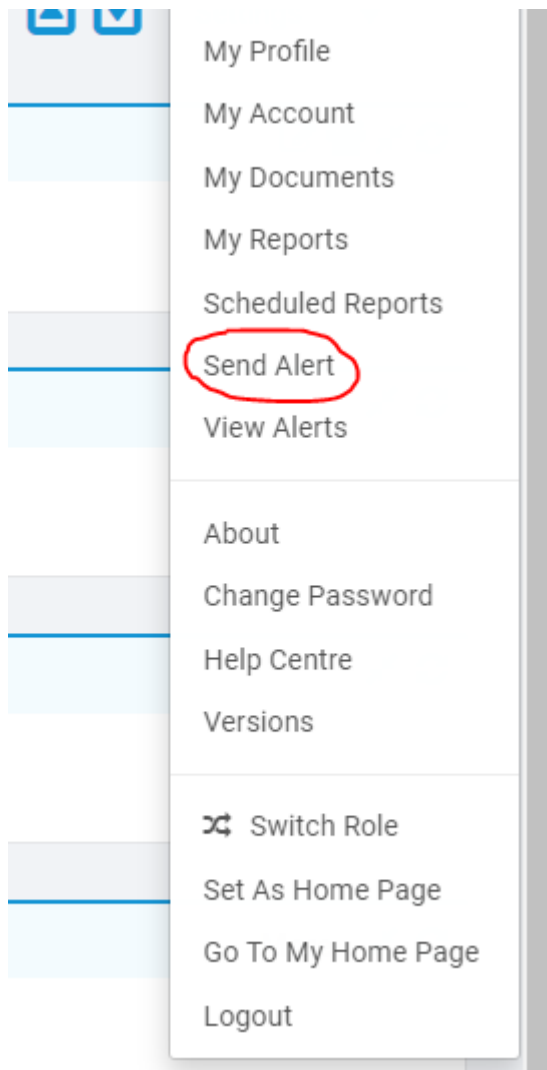 My Profile
My Account
My Documents
My Reports
Scheduled Reports
Send Alert
View Alerts
About
Change Password
Help Centre
Versions
Switch Role
Set As Home Page
Go To My Home Page
Logout